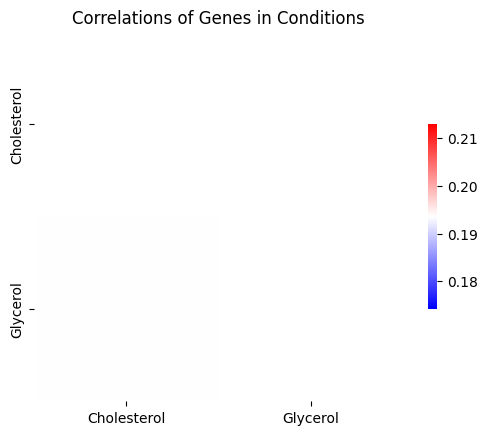 Correlations of Genes in Conditions
Cholesterol
Glycerol
0.21
0.20
0.19
0.18
Cholesterol Glycerol